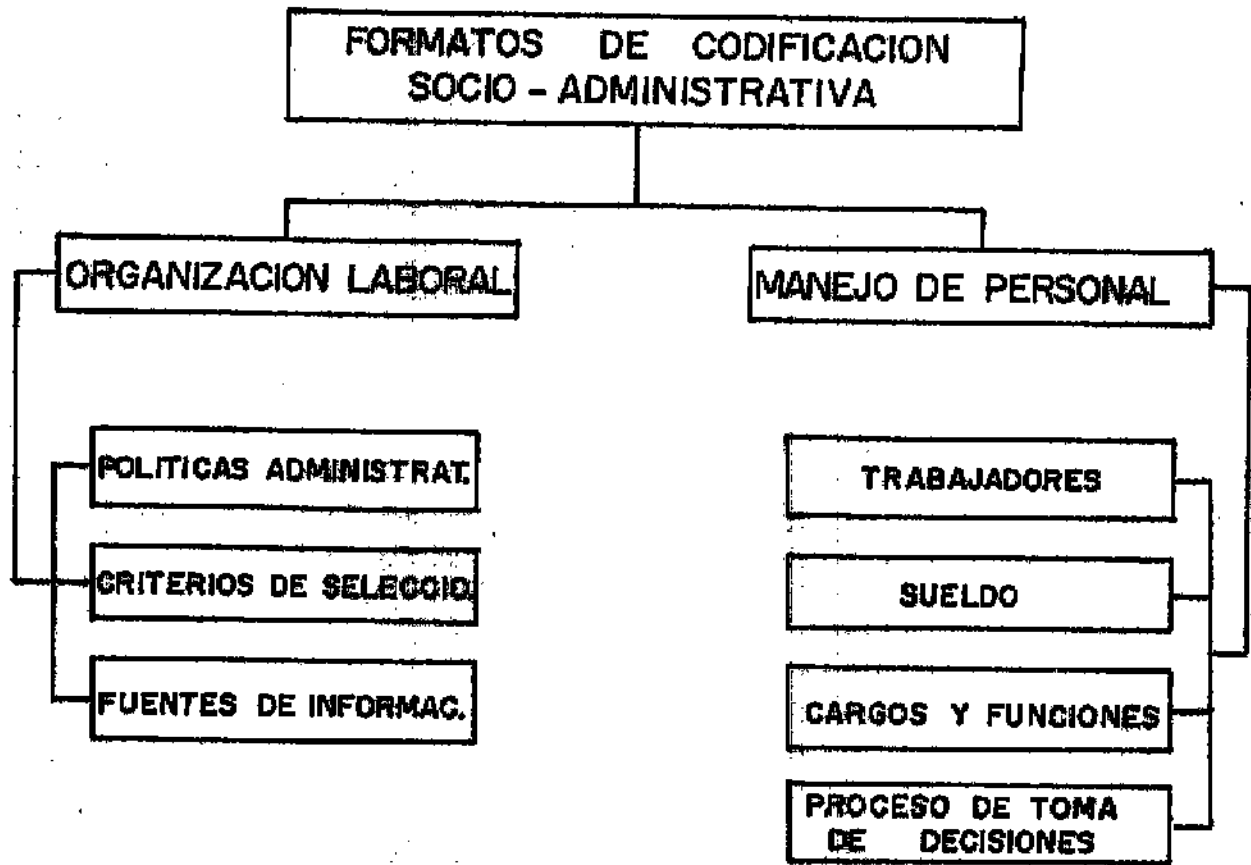 FORMATOS DE CODIFICACION
SOCIO - ADMINISTRATIVA
ORGANIZACION LABORAL
MANEJO DE PERSONAL
POLITICAS ADMINISTRAT.
CRITERIOS DE SELECCIO.
FUENTES DE INFORMAC.
TRABAJADORES
SUELDO
CARGOS Y FUNCIONES
PROCESO DE TOMA
DE DECISIONES